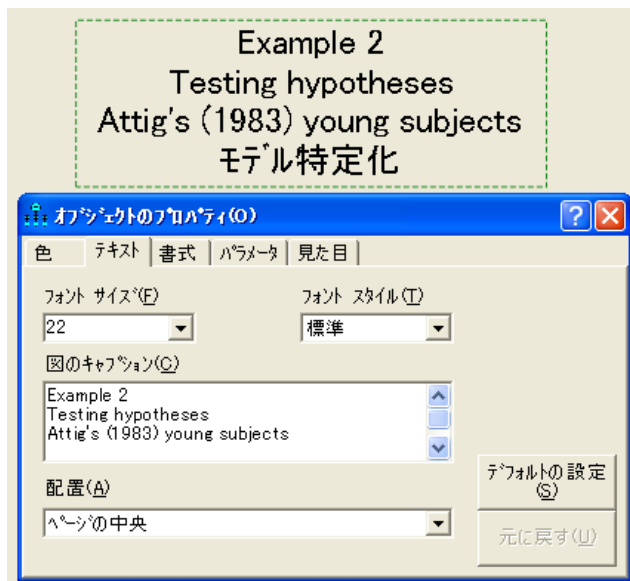 Example 2
Testing hypotheses
Attig's (1983) young subjects
モデル特定化
オブジェクトのプロパティ(O)
色 テキスト 書式 パラメータ 見た目
フォント サイズ(F) フォント スタイル(T)
22 標準
図のキャプション(C)
Example 2
Testing hypotheses
Attig's (1983) young subjects
配置(A)
ページの中央
デフォルトの設定
(S)
元に戻す(U)